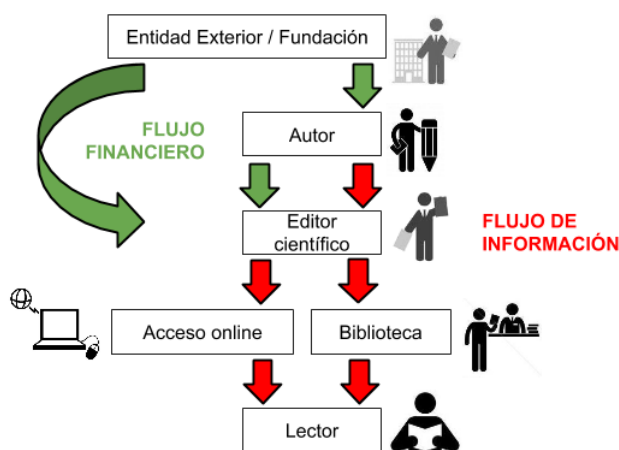 Entidad Exterior / Fundación
FLUJO
FINANCIERO
Autor
Editor
científico
FLUJO DE
INFORMACIÓN
Acceso online
Biblioteca
Lector